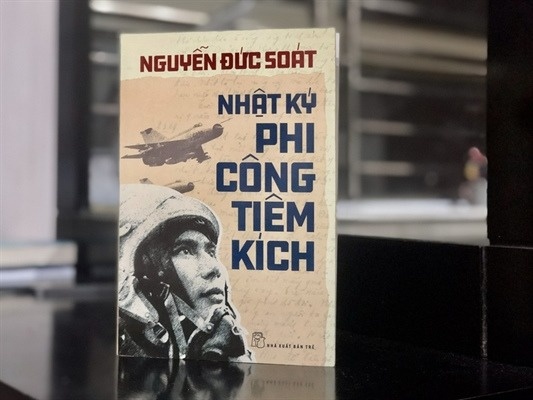 NGUYỄN ĐỨC SOÁT
NHẬT KÝ
PHI
CÔNG
TIÊM
KÍCH
NHÀ XUẤT BẢN TRẺ